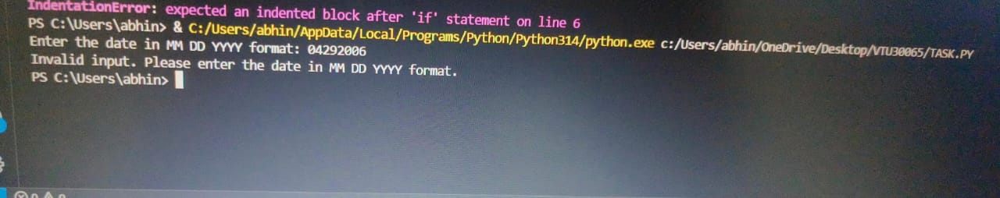 IndentationError: expected an indented block after 'if' statement on line 6
PS C:\Users\abhin> & C:/Users/abhin/AppData/Local/Programs/Python/Python314/python.exe c:/Users/abhin/OneDrive/Desktop/VTU30065/TASK.PY
Enter the date in MM DD YYYY format: 04292006
Invalid input. Please enter the date in MM DD YYYY format.
PS C:\Users\abhin>